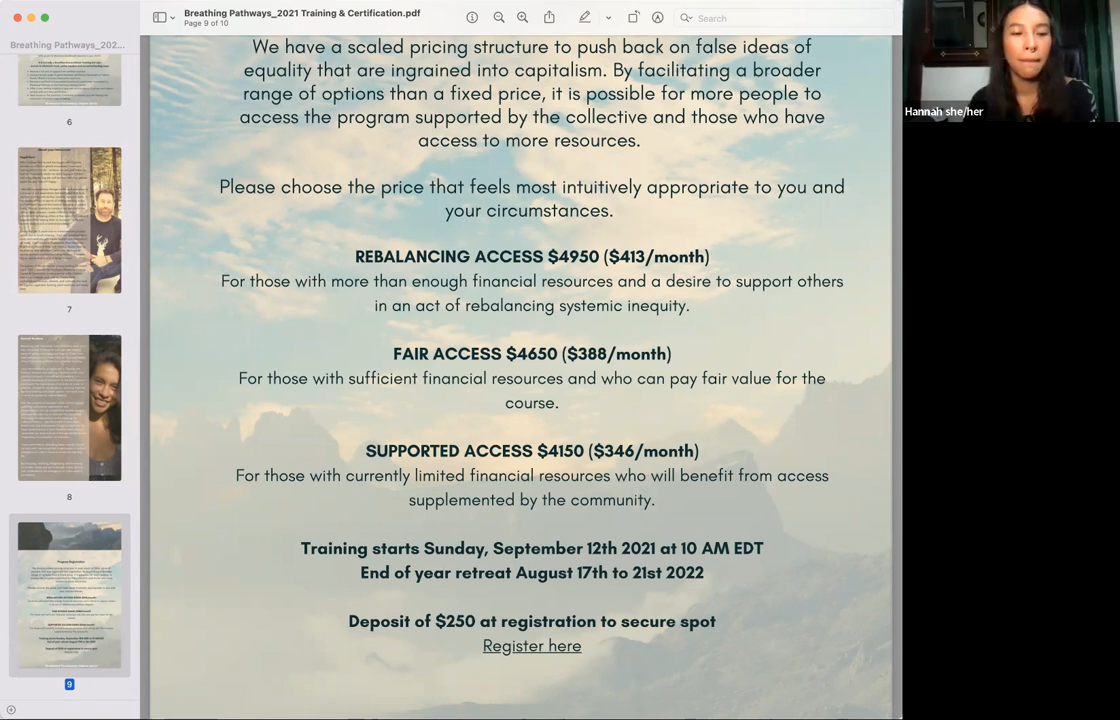 Breathing Pathways_2021 Training & Certification.pdf
Page 9 of 10
Search
Breathing Pathways_202...
6
7
8
9
We have a scaled pricing structure to push back on false ideas of
equality that are ingrained into capitalism. By facilitating a broader
range of options than a fixed price, it is possible for more people to
access the program supported by the collective and those who have
access to more resources.
Please choose the price that feels most intuitively appropriate to you and
your circumstances.
REBALANCING ACCESS $4950 ($413/month)
For those with more than enough financial resources and a desire to support others
in an act of rebalancing systemic inequity.
FAIR ACCESS $4650 ($388/month)
For those with sufficient financial resources and who can pay fair value for the
course.
SUPPORTED ACCESS $4150 ($346/month)
For those with currently limited financial resources who will benefit from access
supplemented by the community.
Training starts Sunday, September 12th 2021 at 10 AM EDT
End of year retreat August 17th to 21st 2022
Deposit of $250 at registration to secure spot
Register here
Hannah she/her